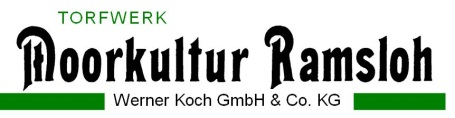 TORFWERK
Moorkultur Ramsloh
Werner Koch GmbH & Co. KG